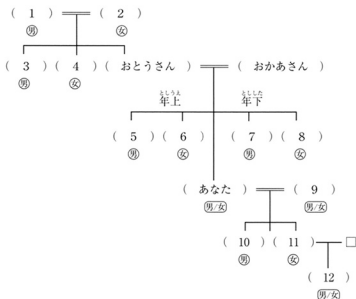 ( 1 ) ( 2 )
男 女
( 3 ) ( 4 ) ( おとうさん ) ( おかあさん )
男 女
としうえ としした
年上 年下
( 5 ) ( 6 ) ( 7 ) ( 8 )
男 女 男 女
( あなた ) ( 9 )
男/女 男/女
( 10 ) ( 11 )
男 女
( 12 )
男/女